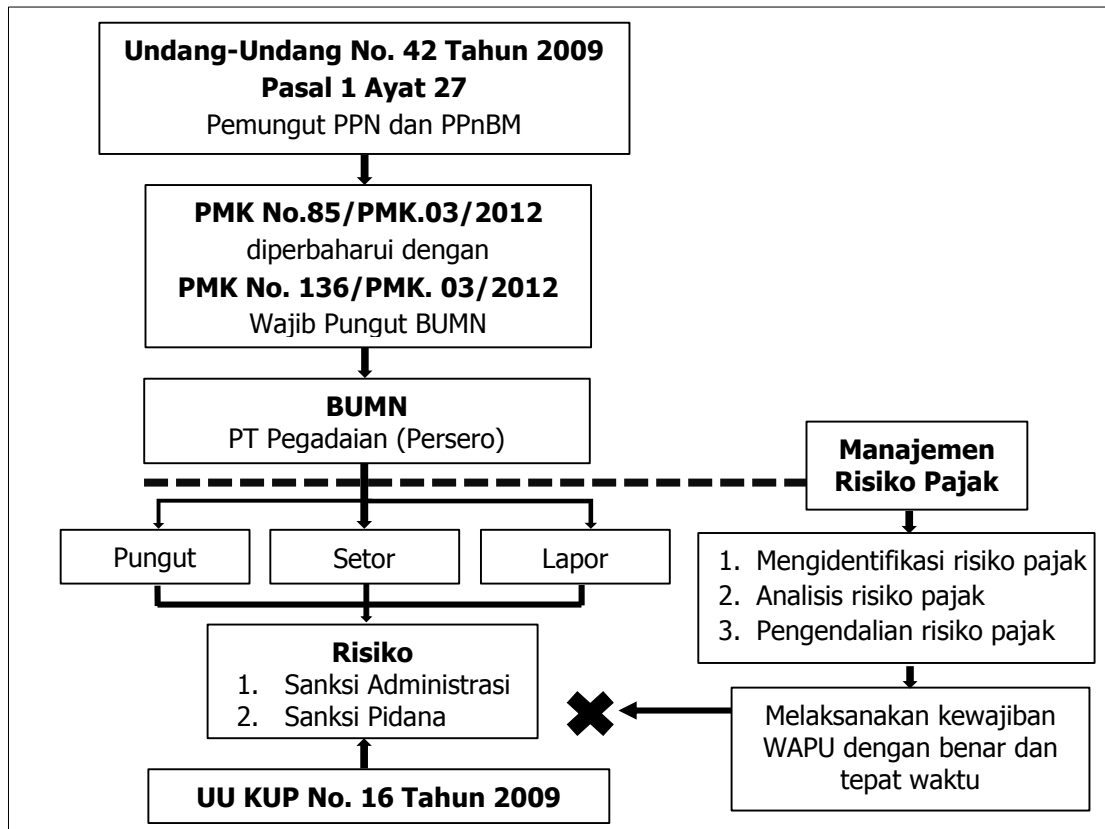 Undang-Undang No. 42 Tahun 2009
Pasal 1 Ayat 27
Pemungut PPN dan PPnBM
PMK No.85/PMK.03/2012
diperbaharui dengan
PMK No. 136/PMK. 03/2012
Wajib Pungut BUMN
BUMN
PT Pegadaian (Persero)
Manajemen
Risiko Pajak
Pungut
Setor
Lapor
1. Mengidentifikasi risiko pajak
2. Analisis risiko pajak
3. Pengendalian risiko pajak
Risiko
1. Sanksi Administrasi
2. Sanksi Pidana
Melaksanakan kewajiban
WAPU dengan benar dan
tepat waktu
UU KUP No. 16 Tahun 2009